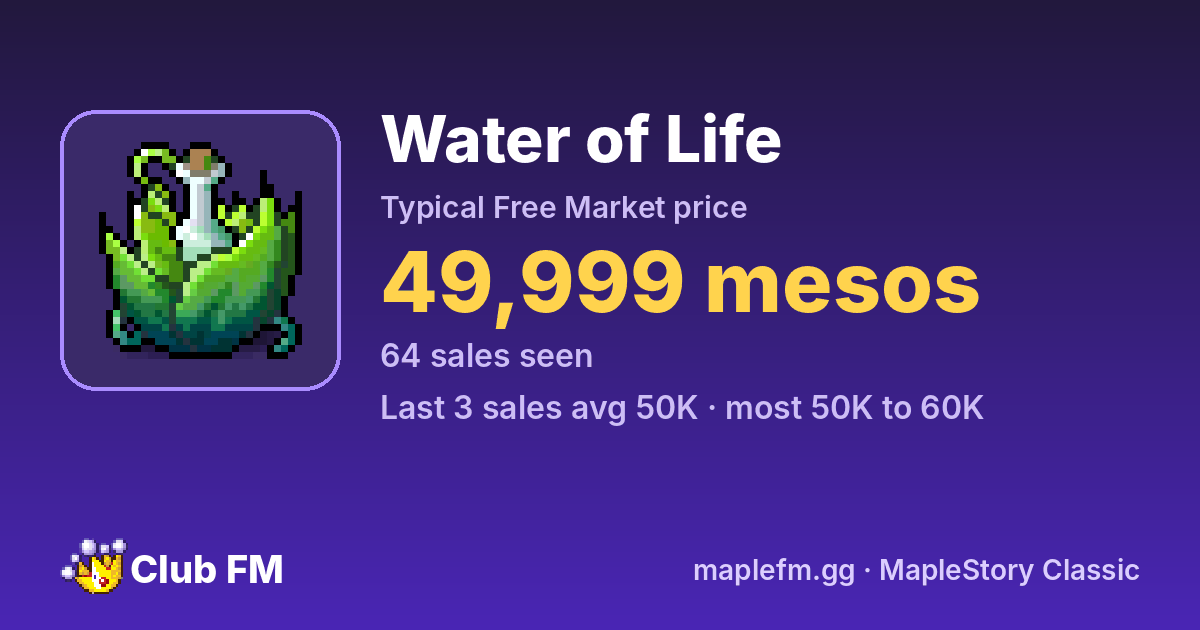 Water of Life
Typical Free Market price
49,999 mesos
64 sales seen
Last 3 sales avg 50K · most 50K to 60K
Club FM
maplefm.gg · MapleStory Classic